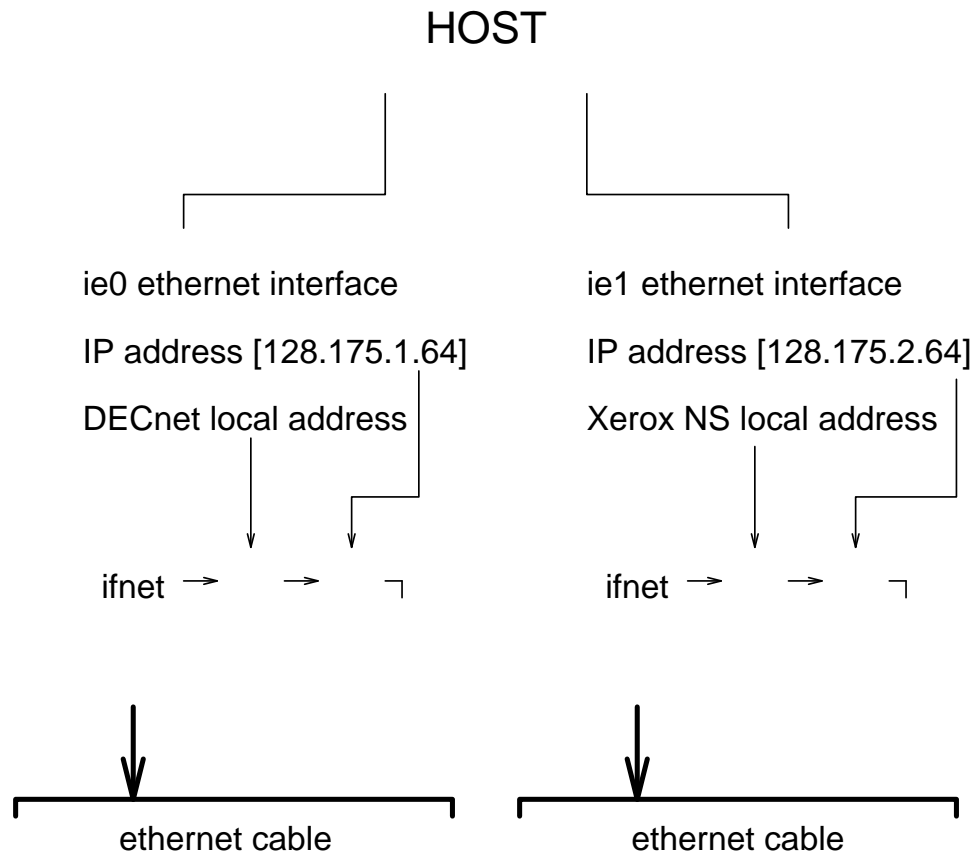 HOST
ie0 ethernet interface
IP address [128.175.1.64]
DECnet local address
ifnet
ethernet cable
ie1 ethernet interface
IP address [128.175.2.64]
Xerox NS local address
ifnet
ethernet cable